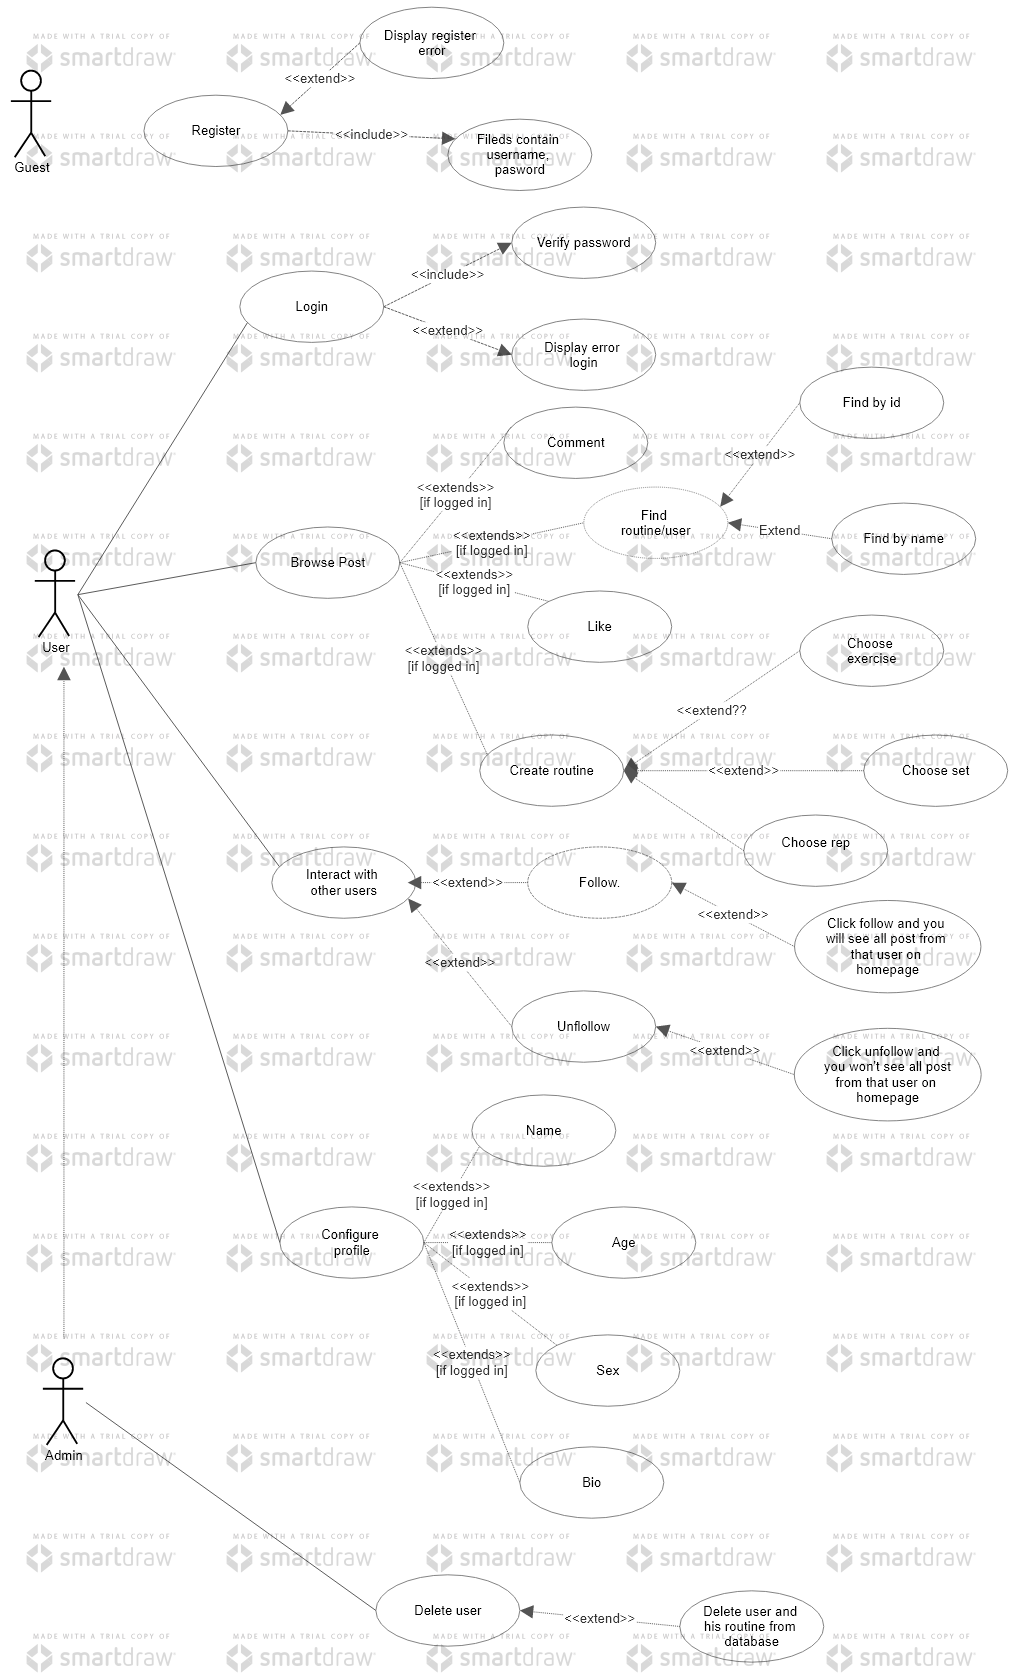 Display register
error
<<extend>>
Register
<<include>>
Fileds contain
username,
pasword
Guest
Verify password
<<include>>
Login
<<extend>>
Display error
login
Find by id
Comment
<<extend>>
<<extends>>
[if logged in]
Find
routine/user
Extend
Find by name
<<extends>>
[if logged in]
Browse Post
<<extends>>
[if logged in]
Like
User
Choose
exercise
<<extends>>
[if logged in]
<<extend??
Create routine
<<extend>>
Choose set
Choose rep
Interact with
other users
<<extend>>
Follow.
<<extend>>
Click follow and you
will see all post from
that user on
homepage
<<extend>>
Unfollow
<<extend>>
Click unfollow and
you won't see all post
from that user on
homepage
Name
<<extends>>
[if logged in]
Configure
profile
<<extends>>
[if logged in]
Age
<<extends>>
[if logged in]
<<extends>>
[if logged in]
Sex
Admin
Bio
Delete user
<<extend>>
Delete user and
his routine from
database
MADE WITH A TRIAL COPY OF
smartdraw